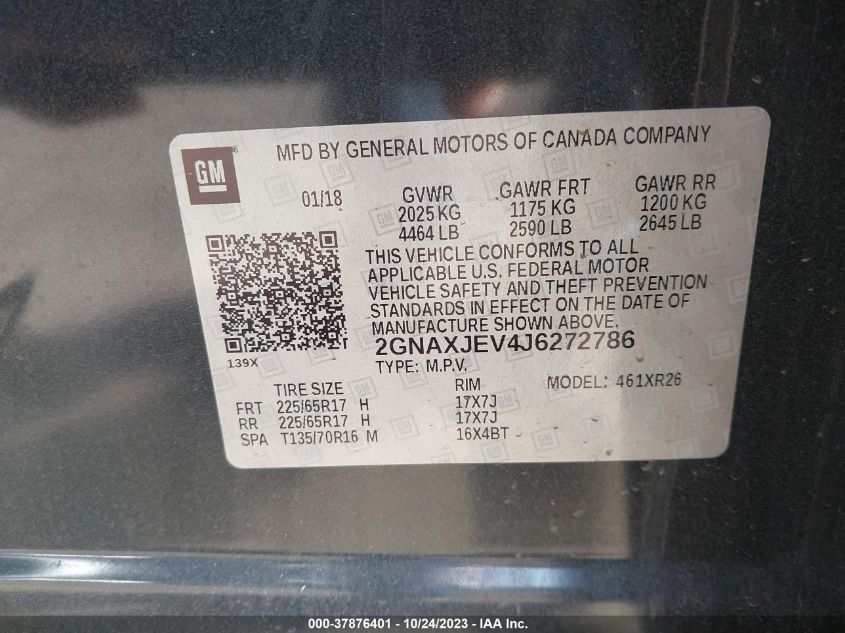 MFD BY GENERAL MOTORS OF CANADA COMPANY
GM
®
01/18 GVWR GAWR FRT GAWR RR
2025 KG 1175 KG 1200 KG
4464 LB 2590 LB 2645 LB
THIS VEHICLE CONFORMS TO ALL
APPLICABLE U.S. FEDERAL MOTOR
VEHICLE SAFETY AND THEFT PREVENTION
STANDARDS IN EFFECT ON THE DATE OF
MANUFACTURE SHOWN ABOVE.
2GNAXJEV4J6272786
139X
TYPE: M.P.V.
TIRE SIZE RIM MODEL: 461XR26
FRT 225/65R17 H 17X7J
RR 225/65R17 H 17X7J
SPA T135/70R16 M 16X4BT
000-37876401 - 10/24/2023 - IAAI.com